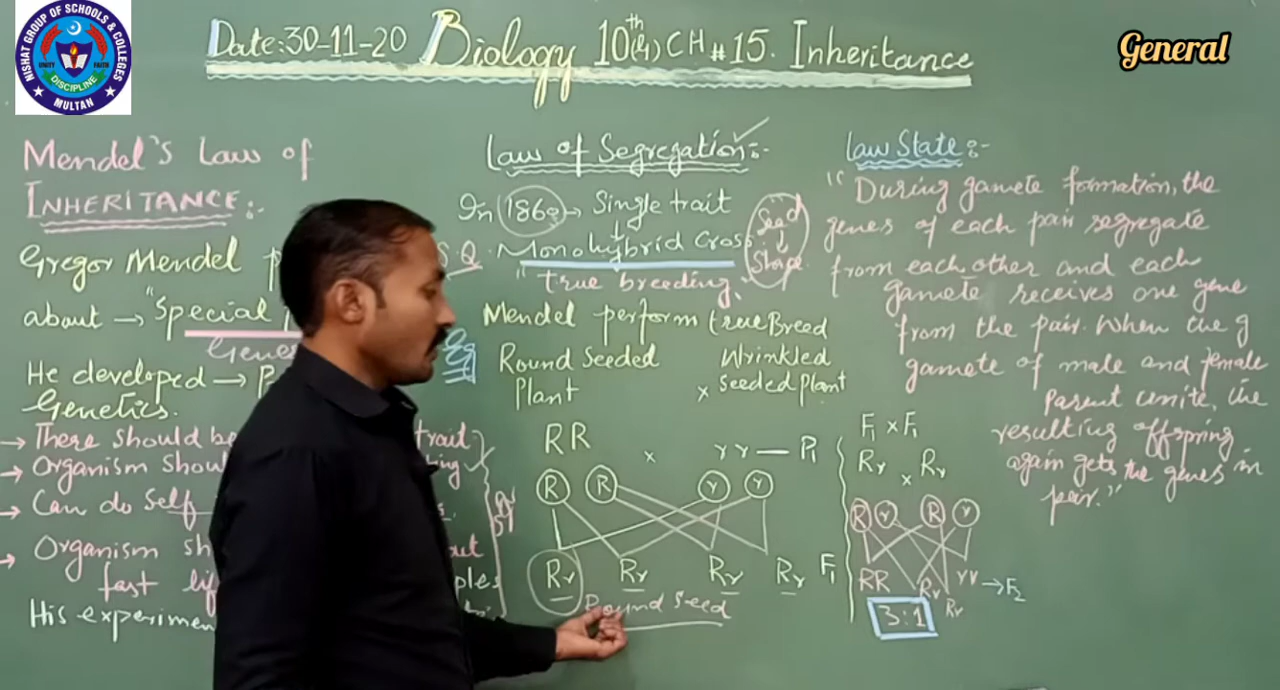 NISHAT GROUP OF SCHOOLS & COLLEGES
UNITY FAITH
DISCIPLINE
MULTAN
General
Date:30-11-20 Biology 10th CH #15. Inheritance
Mendel's Law of
INHERITANCE:-
Gregor Mendel p
about → "Special
Genes
He developed →
Genetics.
→ There should be trait
→ Organism shoul
→ Can do self
→ Organism sh
fast
ples
His experimen
Law of Segregation:-
In 186 → Single trait
S.Q. Monohybrid Cross
Seed
Shape
"true breeding"
Mendel perform true Breed
Round Seeded Wrinkled
Plant × Seeded Plant
RR × rr — P1
R R r r
Rr Rr Rr Rr F1
Round Seed
F1 × F1
Rr × Rr
R r R r
RR Rr rr → F2
Rr
3:1
Law State:-
"During gamete formation, the
genes of each pair segregate
from each other and each
gamete receives one gene
from the pair. When the g
gamete of male and female
Parent unite, the
resulting offspring
again gets the genes in
pair."